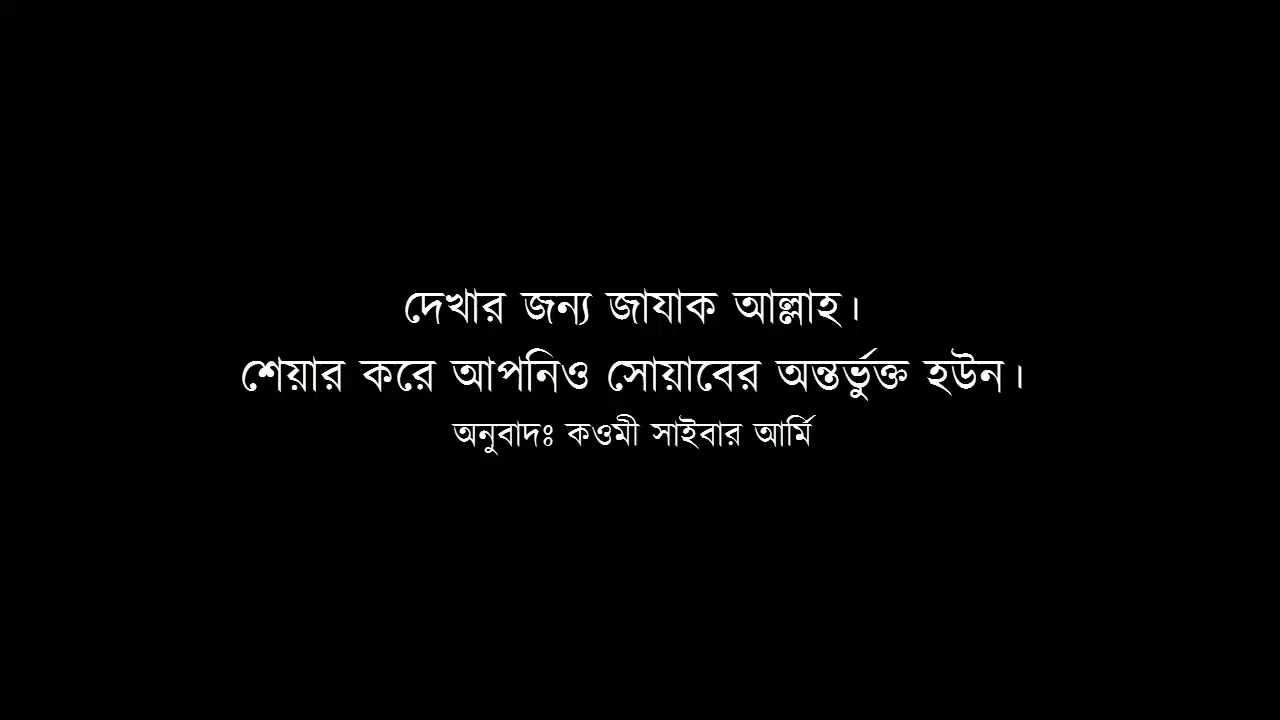 দেখার জন্য জাযাক আল্লাহ।
শেয়ার করে আপনিও সোয়াবের অন্তর্ভুক্ত হউন।
অনুবাদঃ কওমী সাইবার আর্মি